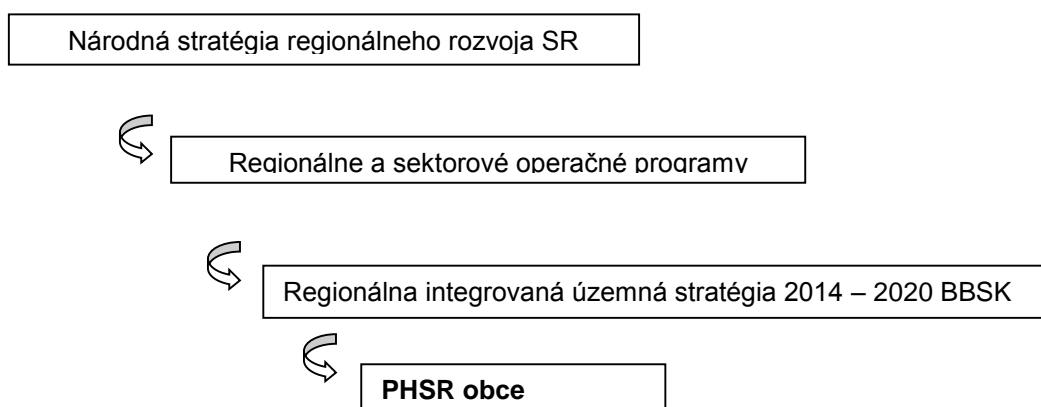 Národná stratégia regionálneho rozvoja SR
Regionálne a sektorové operačné programy
Regionálna integrovaná územná stratégia 2014 – 2020 BBSK
PHSR obce